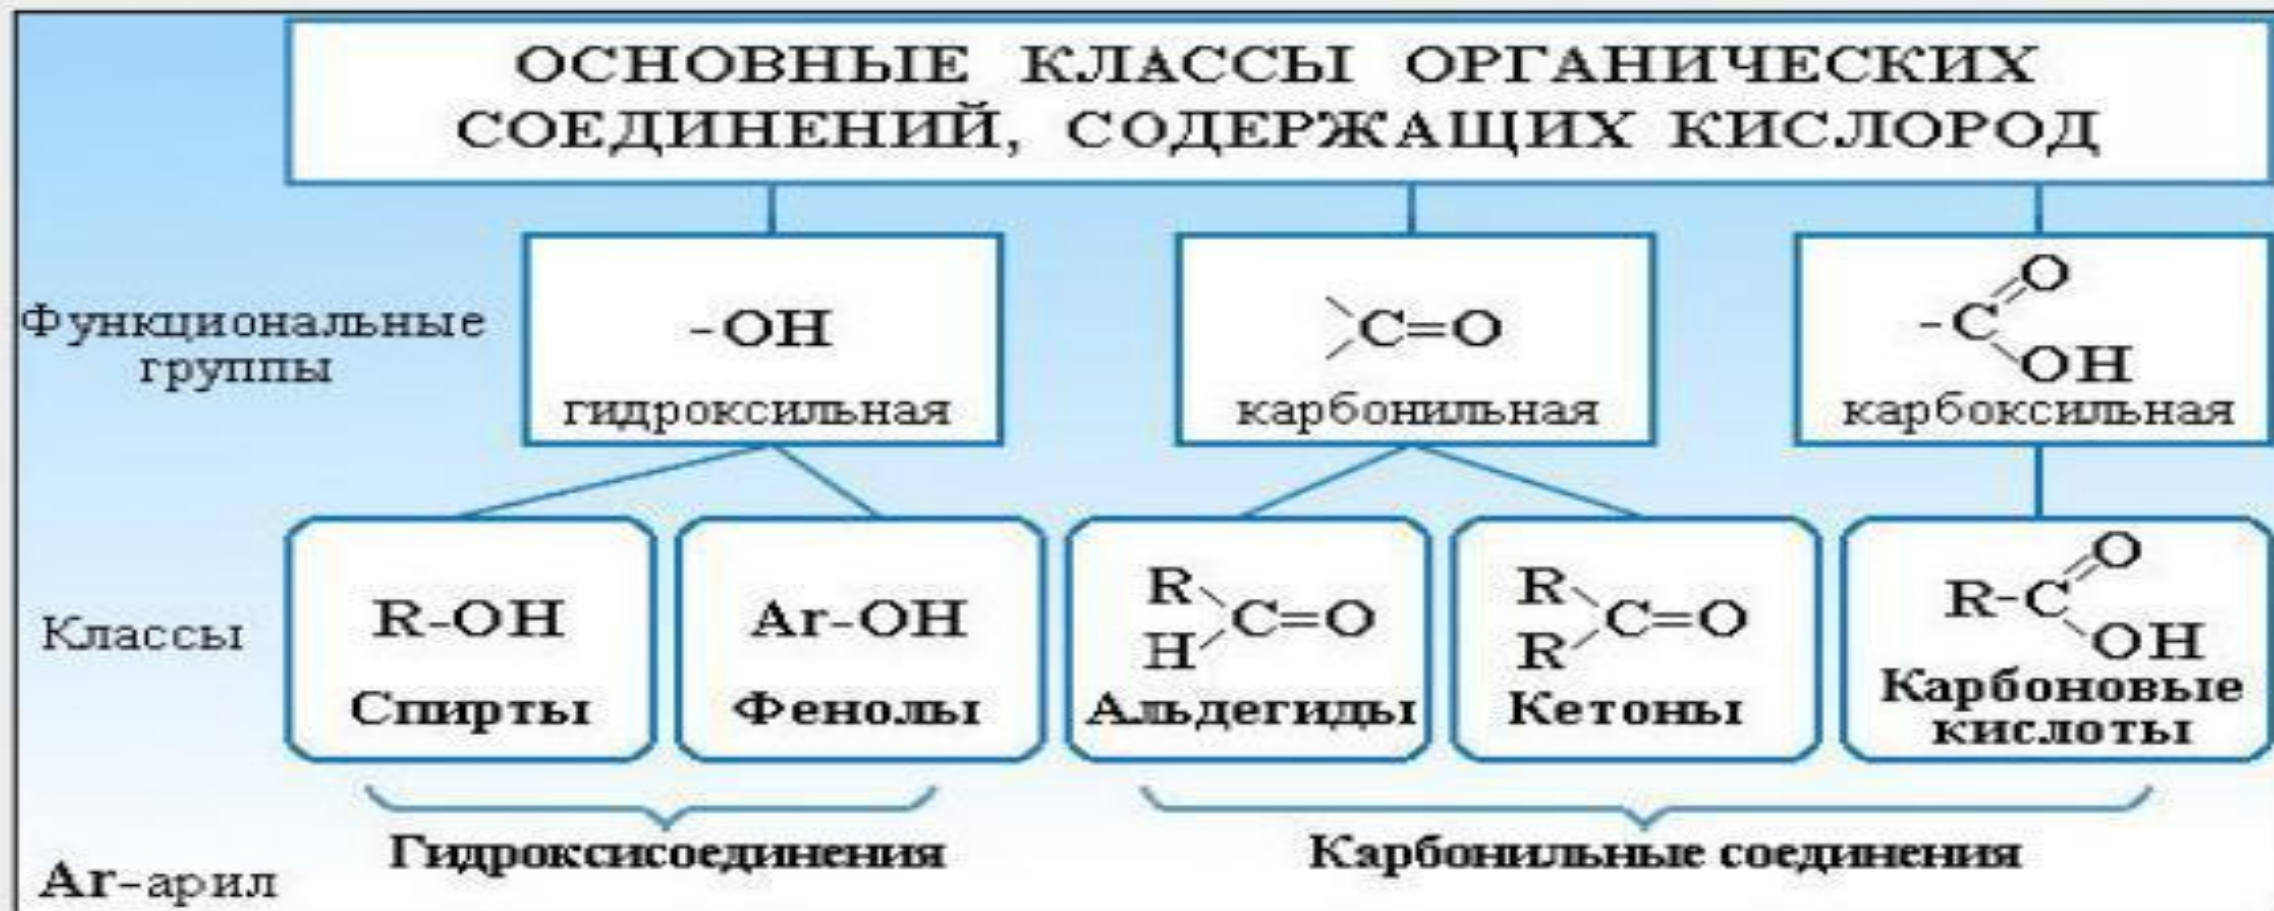 ОСНОВНЫЕ КЛАССЫ ОРГАНИЧЕСКИХ
СОЕДИНЕНИЙ, СОДЕРЖАЩИХ КИСЛОРОД
Функциональные
группы
-OH
гидроксильная
C=O
карбонильная
O
-C
OH
карбоксильная
Классы
R-OH
Спирты
Ar-OH
Фенолы
R
C=O
H
Альдегиды
R
C=O
R
Кетоны
O
R-C
OH
Карбоновые
кислоты
Гидроксисоединения
Карбонильные соединения
Ar-арил